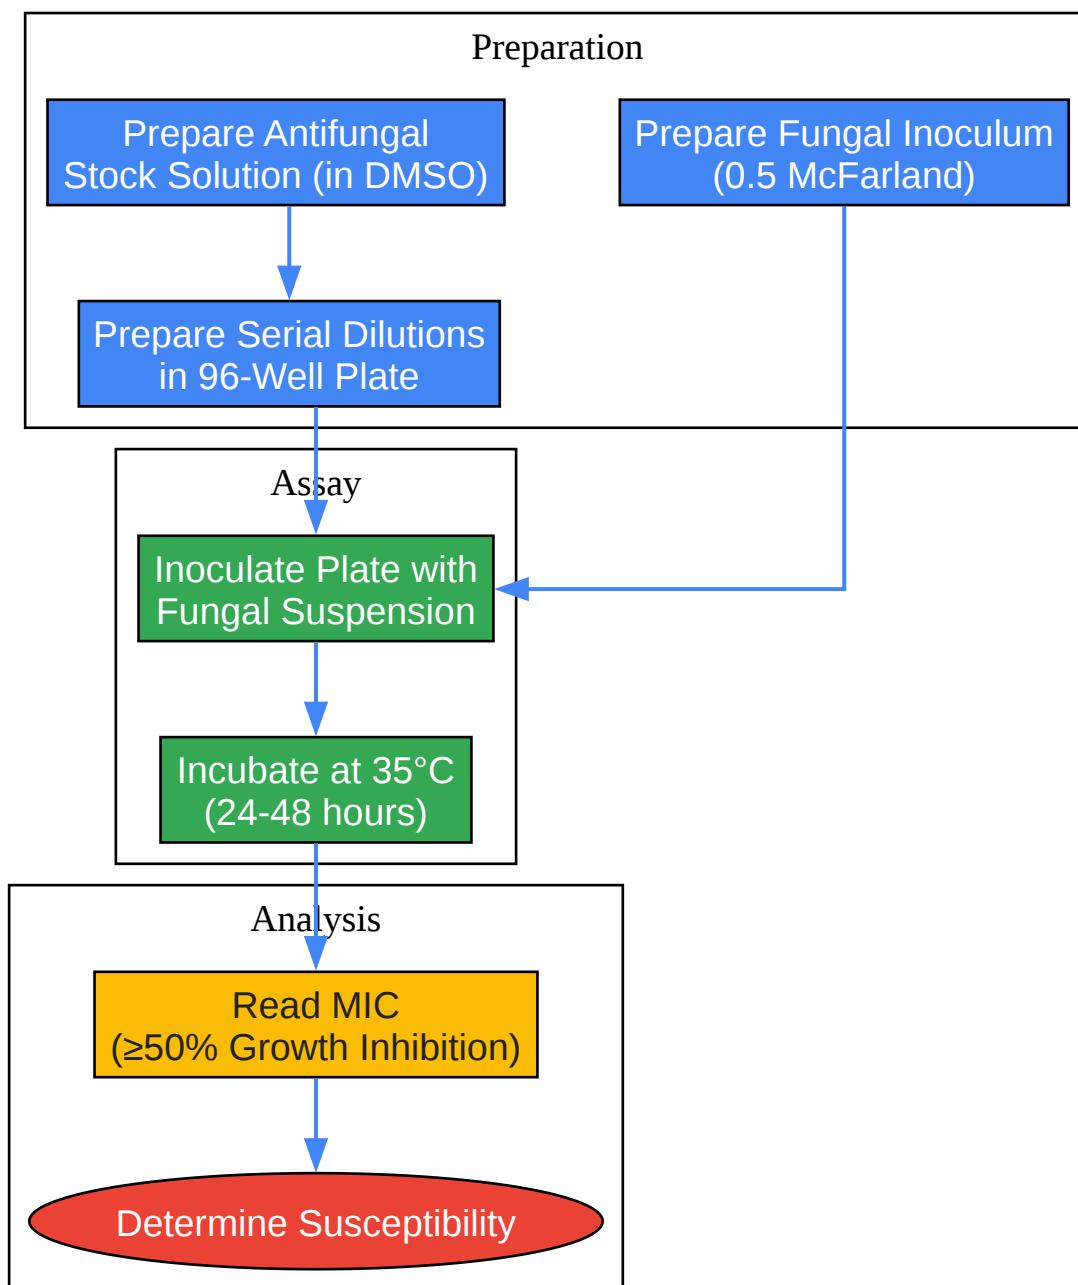 Preparation
Prepare Antifungal
Stock Solution (in DMSO)
Prepare Fungal Inoculum
(0.5 McFarland)
Prepare Serial Dilutions
in 96-Well Plate
Assay
Inoculate Plate with
Fungal Suspension
Incubate at 35°C
(24-48 hours)
Analysis
Read MIC
(≥50% Growth Inhibition)
Determine Susceptibility